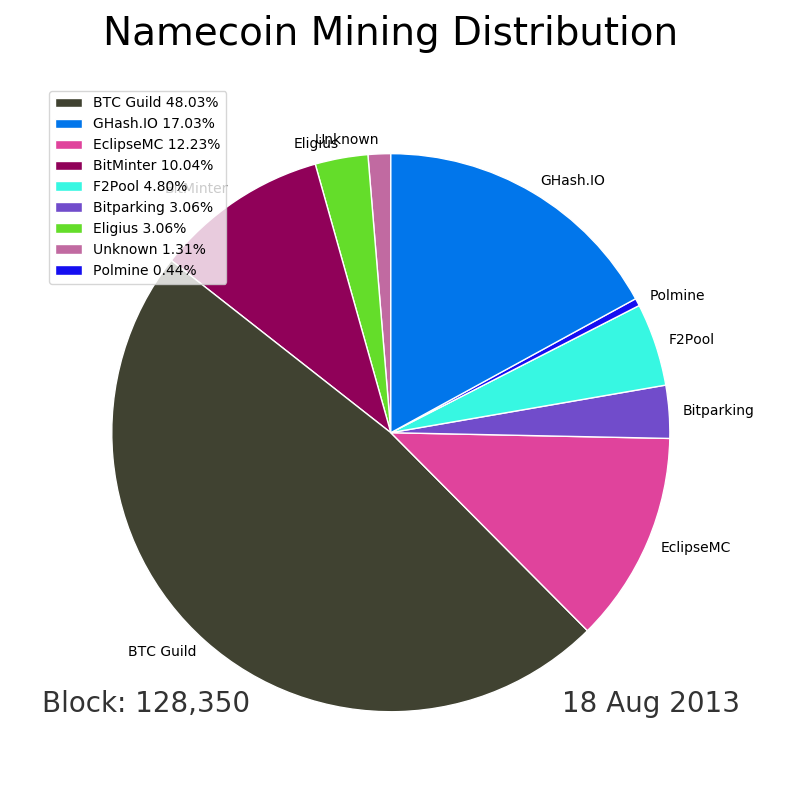 Namecoin Mining Distribution
BTC Guild 48.03%
GHash.IO 17.03%
EclipseMC 12.23%
BitMinter 10.04%
F2Pool 4.80%
Bitparking 3.06%
Eligius 3.06%
Unknown 1.31%
Polmine 0.44%
Unknown
Eligius
BitMinter
GHash.IO
Polmine
F2Pool
Bitparking
EclipseMC
BTC Guild
Block: 128,350
18 Aug 2013